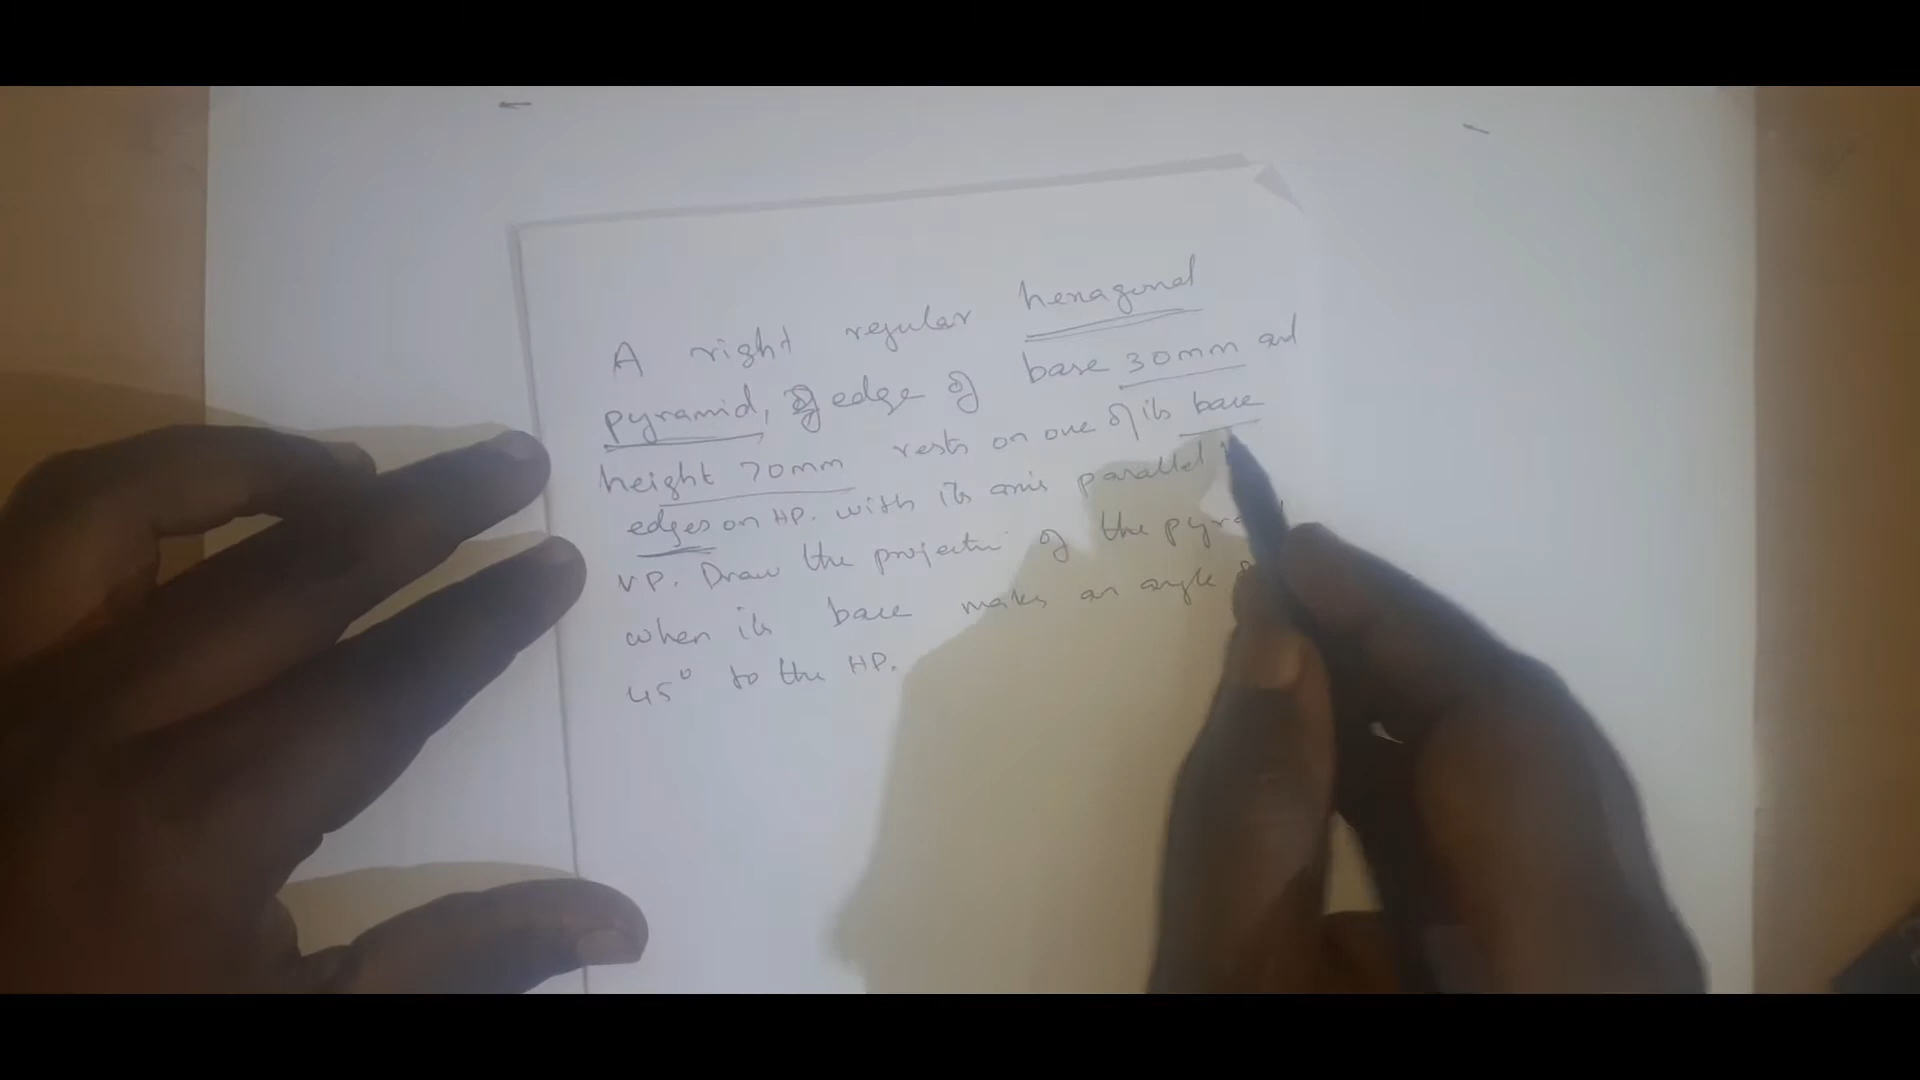 A right regular hexagonal
pyramid, of edge of base 30mm and
height 70mm rests on one of its base
edges on HP. with its axis parallel
VP. Draw the projection of the
when its base makes an angle
45° to the HP.